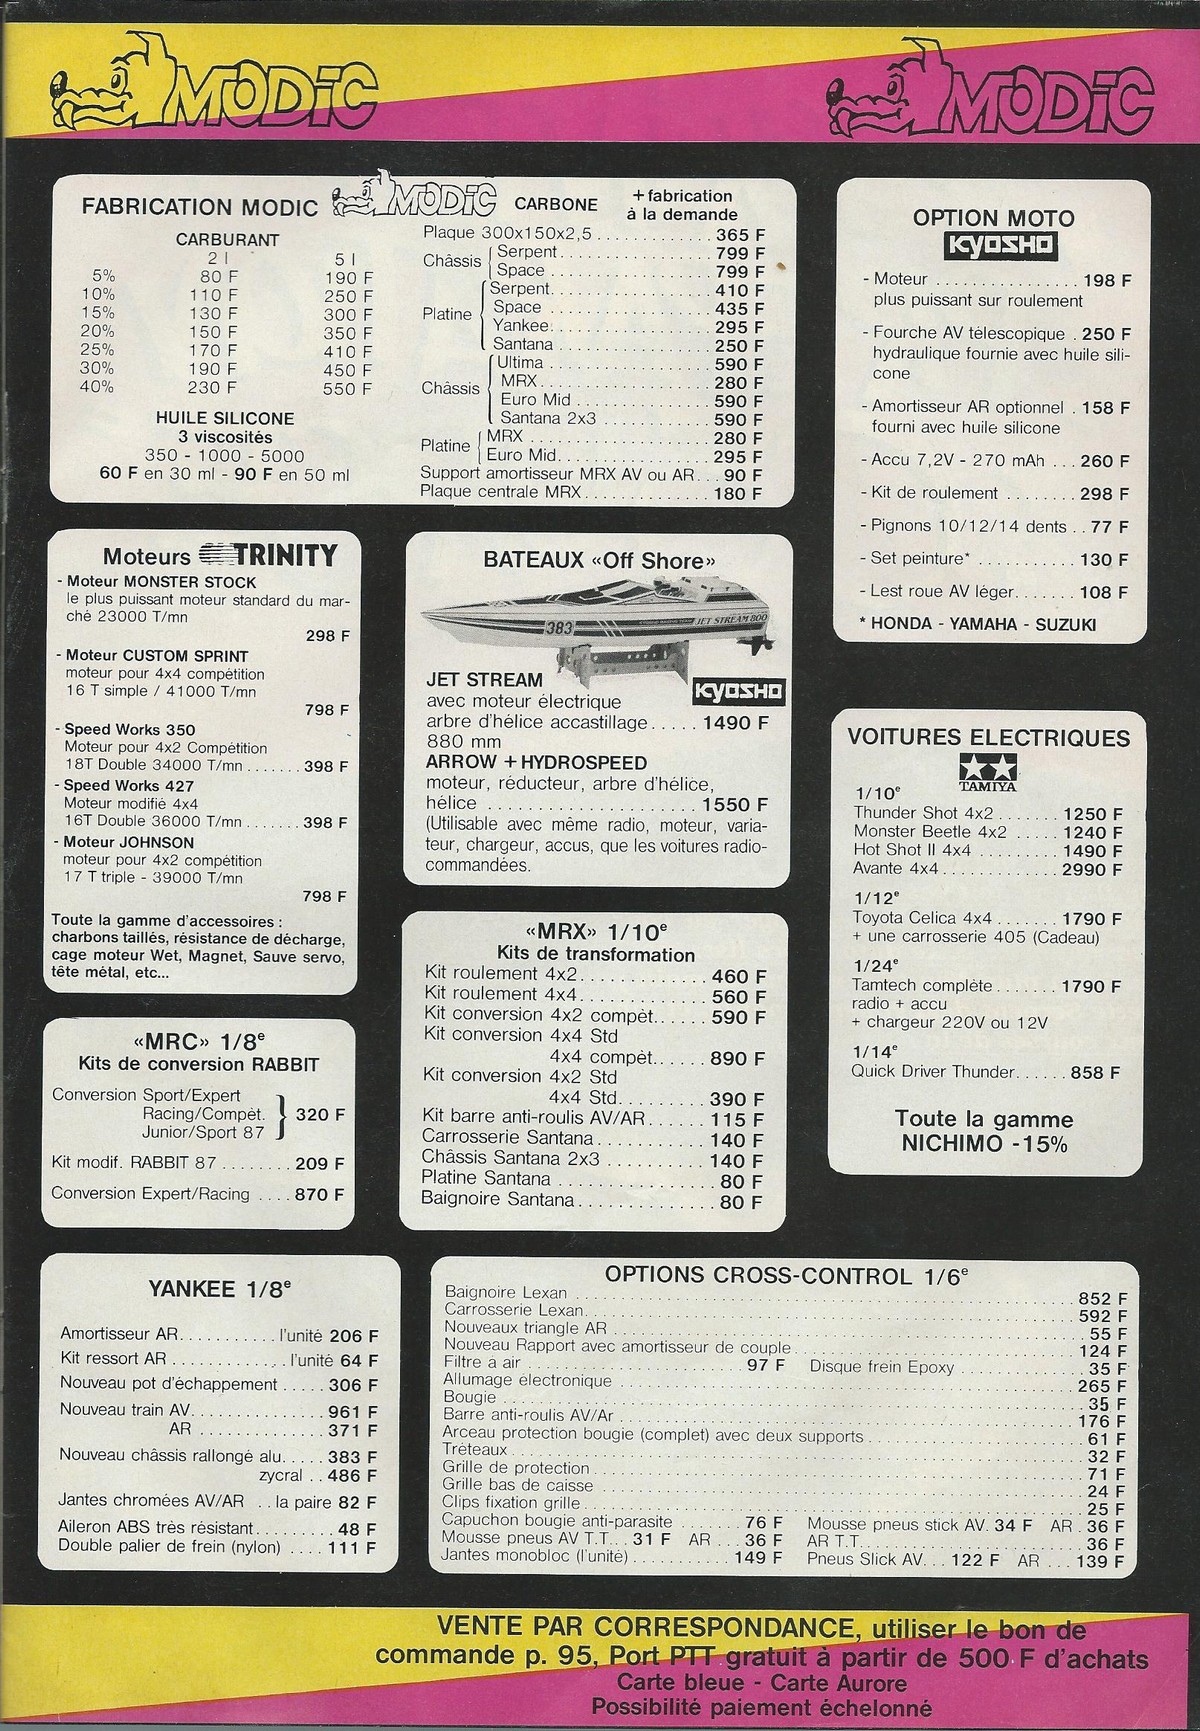 MODIC
MODIC
FABRICATION MODIC MODIC CARBONE
+ fabrication
à la demande
CARBURANT
2 l 5 l
5% 80 F 190 F
10% 110 F 250 F
15% 130 F 300 F
20% 150 F 350 F
25% 170 F 410 F
30% 190 F 450 F
40% 230 F 550 F
HUILE SILICONE
3 viscosités
350 - 1000 - 5000
60 F en 30 ml - 90 F en 50 ml
Plaque 300x150x2,5 ............. 365 F
Châssis Serpent .................. 799 F
Space ................... 799 F
Platine Serpent .................. 410 F
Space ................... 435 F
Yankee .................. 295 F
Santana ................. 250 F
Châssis Ultima ................... 590 F
MRX ..................... 280 F
Euro Mid ................ 590 F
Santana 2x3 ............. 590 F
Platine MRX ..................... 280 F
Euro Mid ................ 295 F
Support amortisseur MRX AV ou AR ... 90 F
Plaque centrale MRX ............. 180 F
OPTION MOTO
KYOSHO
- Moteur ................ 198 F
plus puissant sur roulement
- Fourche AV télescopique . 250 F
hydraulique fournie avec huile sili-
cone
- Amortisseur AR optionnel . 158 F
fourni avec huile silicone
- Accu 7,2V - 270 mAh ... 260 F
- Kit de roulement ........ 298 F
- Pignons 10/12/14 dents .. 77 F
- Set peinture* ........... 130 F
- Lest roue AV léger ....... 108 F
* HONDA - YAMAHA - SUZUKI
Moteurs TRINITY
- Moteur MONSTER STOCK
le plus puissant moteur standard du mar-
ché 23000 T/mn
298 F
- Moteur CUSTOM SPRINT
moteur pour 4x4 compétition
16 T simple / 41000 T/mn
798 F
- Speed Works 350
Moteur pour 4x2 Compétition
18T Double 34000 T/mn ....... 398 F
- Speed Works 427
Moteur modifié 4x4
16T Double 36000 T/mn ....... 398 F
- Moteur JOHNSON
moteur pour 4x2 compétition
17 T triple - 39000 T/mn
798 F
Toute la gamme d'accessoires :
charbons taillés, résistance de décharge,
cage moteur Wet, Magnet, Sauve servo,
tête métal, etc...
BATEAUX «Off Shore»
383
JET STREAM 800
KYOSHO
JET STREAM
avec moteur électrique
arbre d'hélice accastillage ..... 1490 F
880 mm
ARROW + HYDROSPEED
moteur, réducteur, arbre d'hélice,
hélice ...................... 1550 F
(Utilisable avec même radio, moteur, varia-
teur, chargeur, accus, que les voitures radio-
commandées.
VOITURES ELECTRIQUES
TAMIYA
1/10e
Thunder Shot 4x2 ....... 1250 F
Monster Beetle 4x2 ..... 1240 F
Hot Shot II 4x4 ......... 1490 F
Avante 4x4 ............. 2990 F
1/12e
Toyota Celica 4x4 ....... 1790 F
+ une carrosserie 405 (Cadeau)
1/24e
Tamtech complète ....... 1790 F
radio + accu
+ chargeur 220V ou 12V
1/14e
Quick Driver Thunder ...... 858 F
Toute la gamme
NICHIMO -15%
«MRX» 1/10e
Kits de transformation
Kit roulement 4x2 ............. 460 F
Kit roulement 4x4 ............. 560 F
Kit conversion 4x2 compét. ..... 590 F
Kit conversion 4x4 Std
4x4 compét. ..... 890 F
Kit conversion 4x2 Std
4x4 Std ......... 390 F
Kit barre anti-roulis AV/AR ...... 115 F
Carrosserie Santana ........... 140 F
Châssis Santana 2x3 .......... 140 F
Platine Santana ................ 80 F
Baignoire Santana .............. 80 F
«MRC» 1/8e
Kits de conversion RABBIT
Conversion Sport/Expert
Racing/Compét. 320 F
Junior/Sport 87
Kit modif. RABBIT 87 ........ 209 F
Conversion Expert/Racing .... 870 F
YANKEE 1/8e
Amortisseur AR .......... l'unité 206 F
Kit ressort AR ............ l'unité 64 F
Nouveau pot d'échappement ..... 306 F
Nouveau train AV ............... 961 F
AR ............... 371 F
Nouveau châssis rallongé alu ..... 383 F
zycral .. 486 F
Jantes chromées AV/AR .. la paire 82 F
Aileron ABS très résistant ......... 48 F
Double palier de frein (nylon) .... 111 F
OPTIONS CROSS-CONTROL 1/6e
Baignoire Lexan ................ 852 F
Carrosserie Lexan ................ 592 F
Nouveaux triangle AR ................ 55 F
Nouveau Rapport avec amortisseur de couple ................ 124 F
Filtre à air ................ 97 F Disque frein Epoxy ......... 35 F
Allumage électronique ................ 265 F
Bougie ................ 35 F
Barre anti-roulis AV/Ar ................ 176 F
Arceau protection bougie (complet) avec deux supports ................ 61 F
Tréteaux ................ 32 F
Grille de protection ................ 71 F
Grille bas de caisse ................ 24 F
Clips fixation grille ................ 25 F
Capuchon bougie anti-parasite ....... 76 F Mousse pneus stick AV. 34 F AR . 36 F
Mousse pneus AV T.T. .. 31 F AR ... 36 F AR T.T. ................ 36 F
Jantes monobloc (l'unité) ........... 149 F Pneus Slick AV... 122 F AR ... 139 F
VENTE PAR CORRESPONDANCE, utiliser le bon de
commande p. 95, Port PTT gratuit à partir de 500 F d'achats
Carte bleue - Carte Aurore
Possibilité paiement échelonné